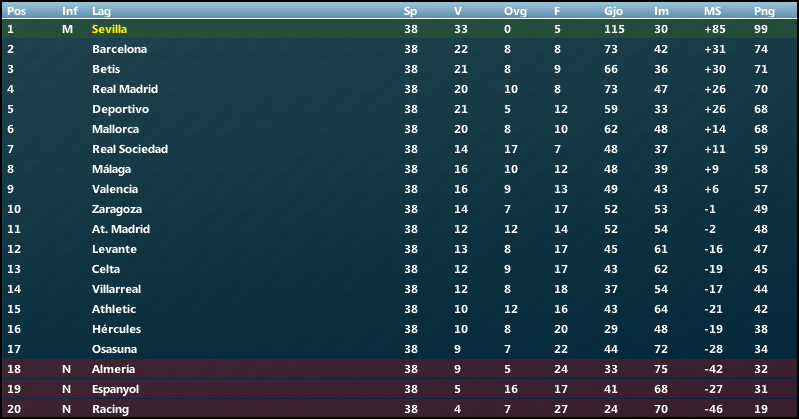 Pos Inf Lag Sp V Ovg F Gjo Im MS Png
1 M Sevilla 38 33 0 5 115 30 +85 99
2 Barcelona 38 22 8 8 73 42 +31 74
3 Betis 38 21 8 9 66 36 +30 71
4 Real Madrid 38 20 10 8 73 47 +26 70
5 Deportivo 38 21 5 12 59 33 +26 68
6 Mallorca 38 20 8 10 62 48 +14 68
7 Real Sociedad 38 14 17 7 48 37 +11 59
8 Málaga 38 16 10 12 48 39 +9 58
9 Valencia 38 16 9 13 49 43 +6 57
10 Zaragoza 38 14 7 17 52 53 -1 49
11 At. Madrid 38 12 12 14 52 54 -2 48
12 Levante 38 13 8 17 45 61 -16 47
13 Celta 38 12 9 17 43 62 -19 45
14 Villarreal 38 12 8 18 37 54 -17 44
15 Athletic 38 10 12 16 43 64 -21 42
16 Hércules 38 10 8 20 29 48 -19 38
17 Osasuna 38 9 7 22 44 72 -28 34
18 N Almería 38 9 5 24 33 75 -42 32
19 N Espanyol 38 5 16 17 41 68 -27 31
20 N Racing 38 4 7 27 24 70 -46 19